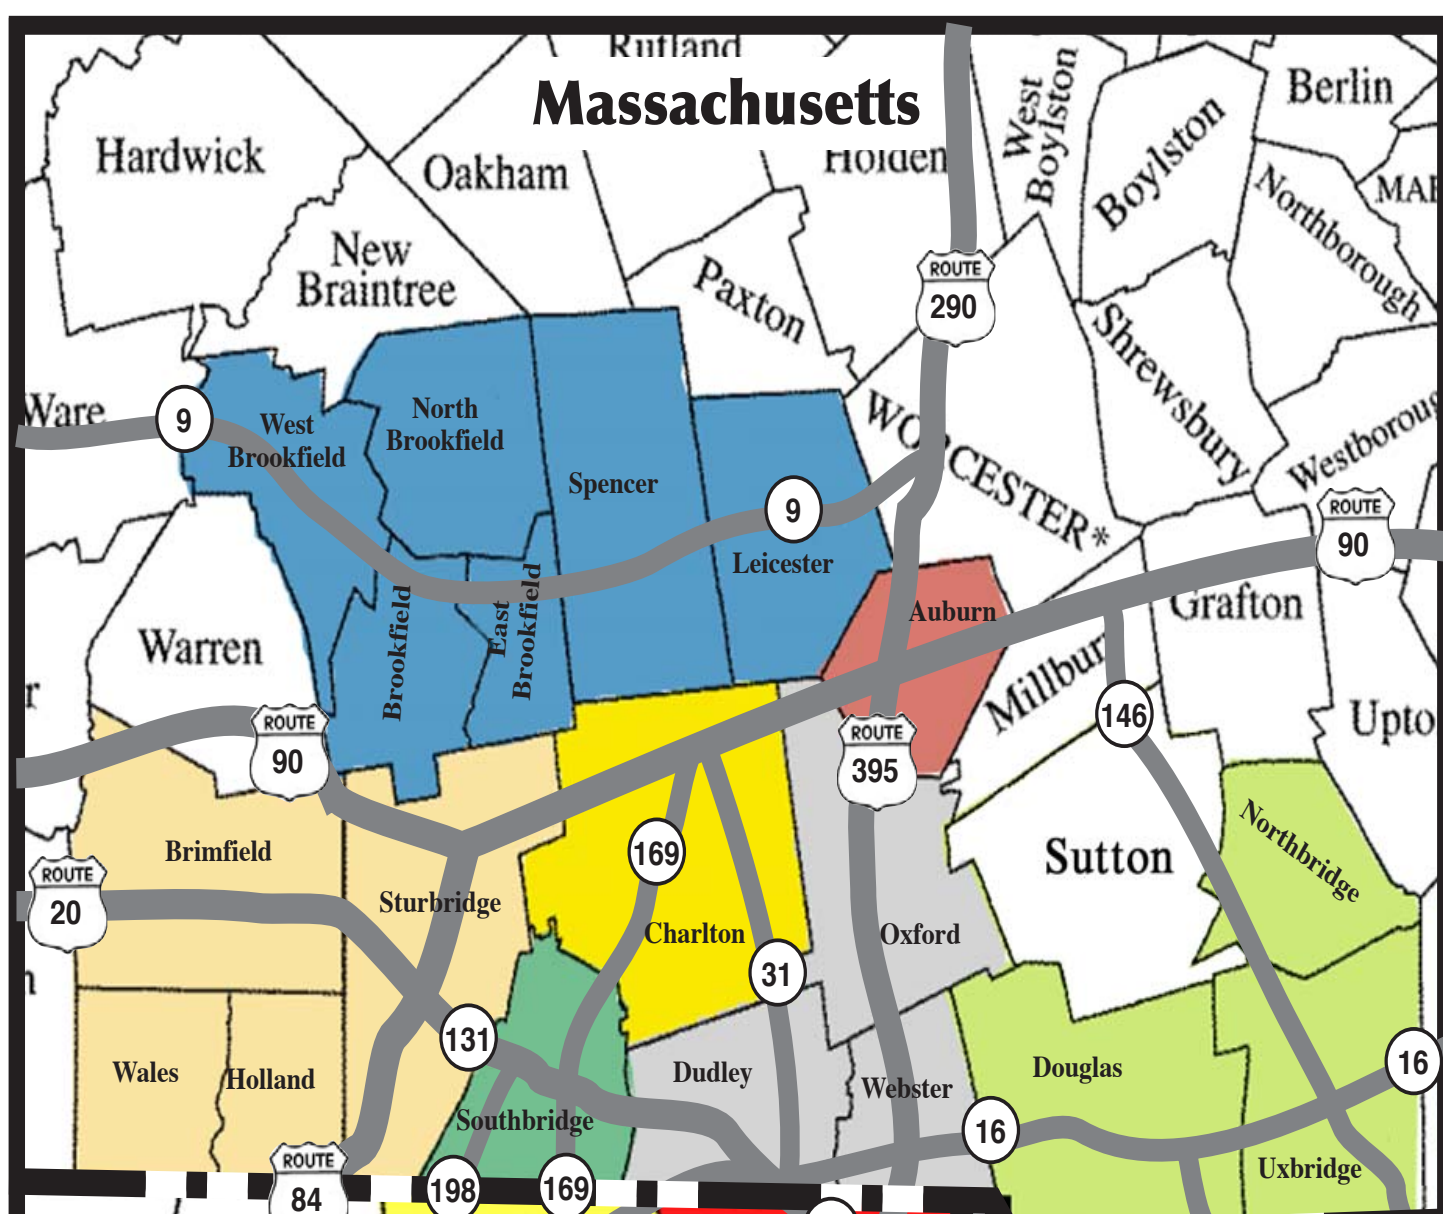 Rutland
Massachusetts
West
Boylston
Berlin
Hardwick
Oakham
Holden
Boylston
Northborough
New
Braintree
Paxton
ROUTE
290
Shrewsbury
Ware
9
West
Brookfield
North
Brookfield
Spencer
9
Leicester
WORCESTER*
Westboroug
ROUTE
90
Warren
Brookfield
East
Brookfield
Auburn
Grafton
Millbur
146
Upto
r
ROUTE
90
ROUTE
395
Brimfield
169
Sutton
Northbridge
ROUTE
20
Sturbridge
Charlton
Oxford
31
n
131
Wales
Holland
Dudley
Webster
Douglas
16
Southbridge
16
Uxbridge
ROUTE
84
198
169